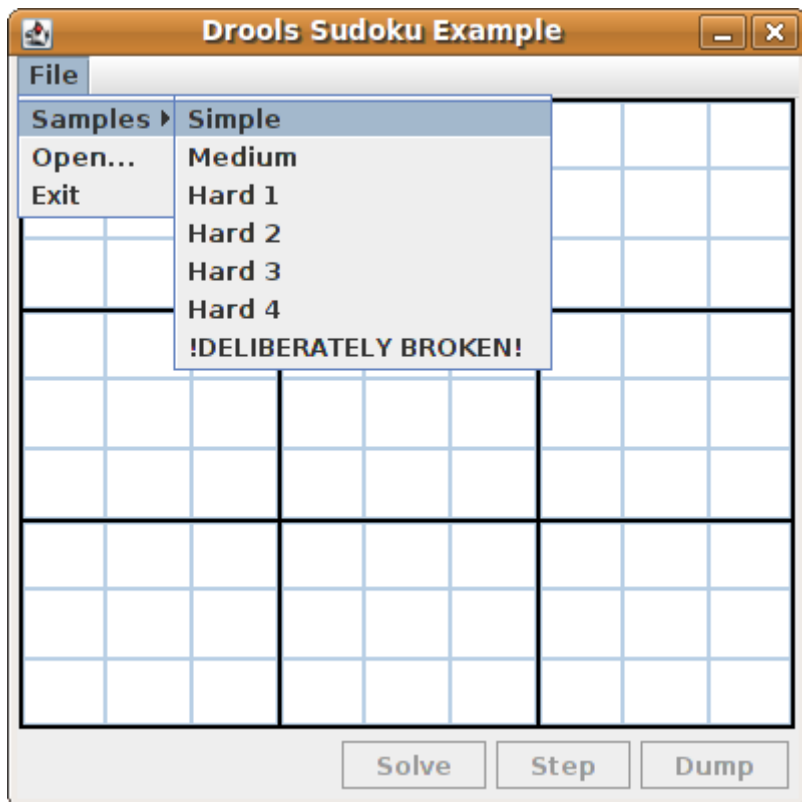 Drools Sudoku Example
File
Samples
Open...
Exit
Simple
Medium
Hard 1
Hard 2
Hard 3
Hard 4
!DELIBERATELY BROKEN!
Solve
Step
Dump